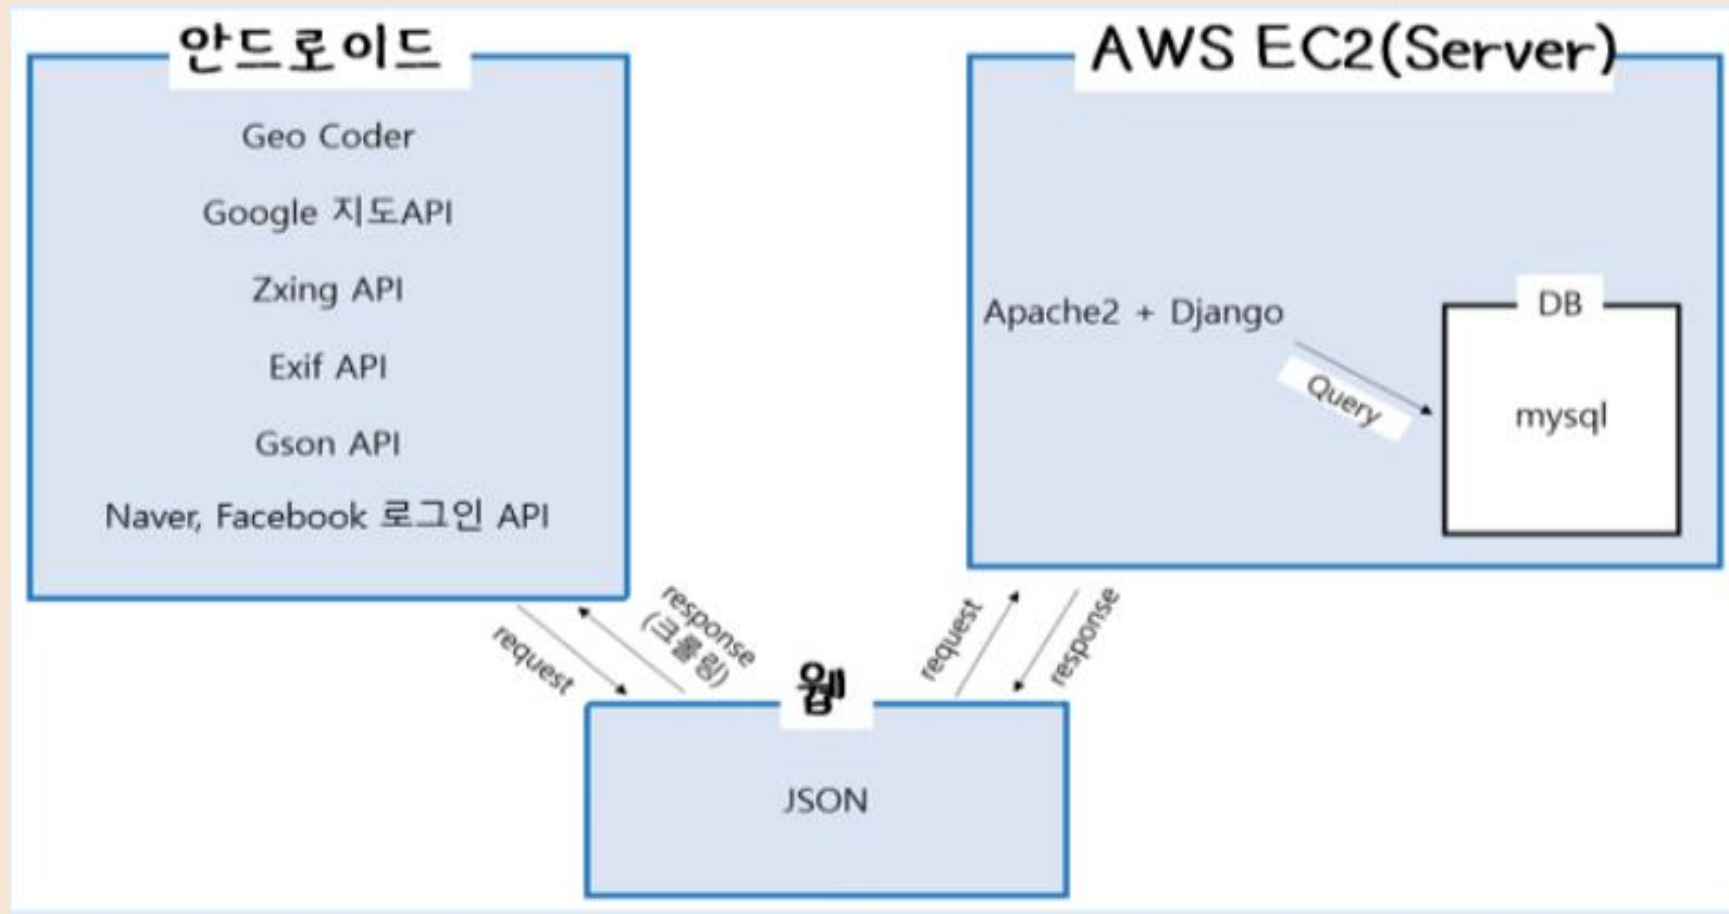 안드로이드
Geo Coder
Google 지도API
Zxing API
Exif API
Gson API
Naver, Facebook 로그인 API
AWS EC2(Server)
Apache2 + Django
Query
DB
mysql
request
response
(크롤링)
request
response
웹
JSON